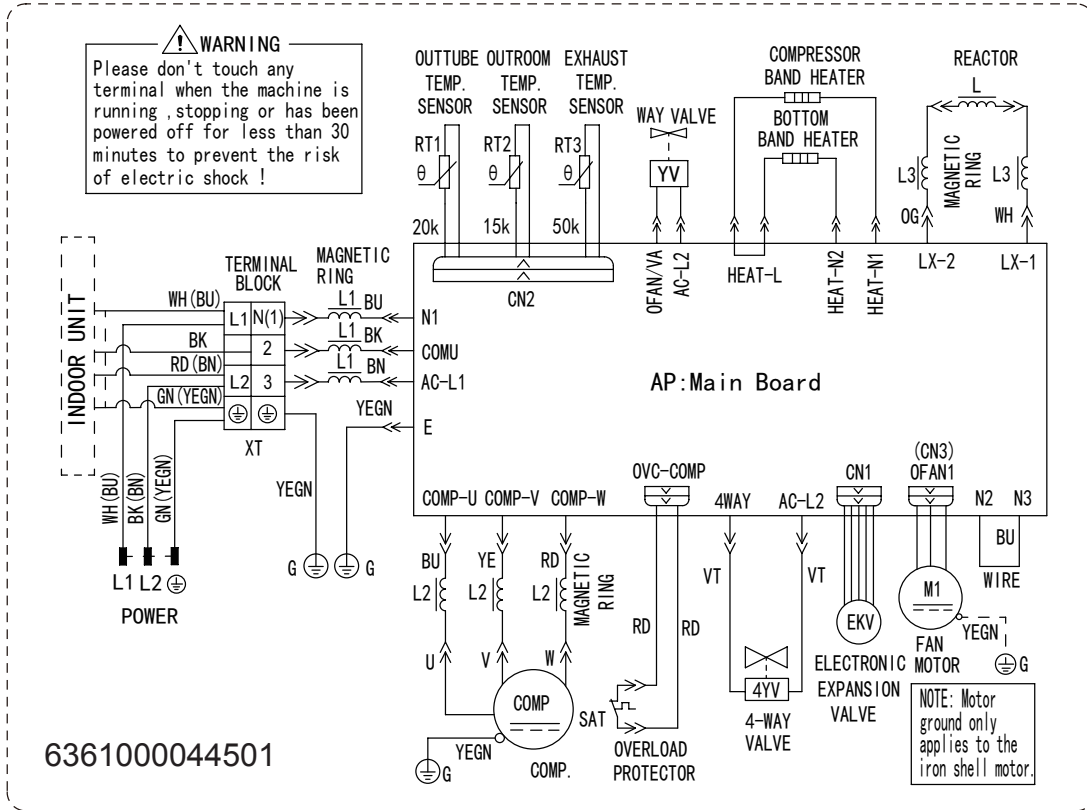 WARNING
Please don't touch any
terminal when the machine is
running ,stopping or has been
powered off for less than 30
minutes to prevent the risk
of electric shock !
OUTTUBE OUTROOM EXHAUST
TEMP. TEMP. TEMP.
SENSOR SENSOR SENSOR
RT1 RT2 RT3
θ θ θ
20k 15k 50k
CN2
WAY VALVE
YV
OFAN/VA
AC-L2
COMPRESSOR
BAND HEATER
BOTTOM
BAND HEATER
HEAT-L
HEAT-N2
HEAT-N1
REACTOR
L
L3 MAGNETIC RING L3
OG WH
LX-2 LX-1
INDOOR UNIT
TERMINAL
BLOCK
MAGNETIC
RING
WH(BU) L1 N(1) L1 BU N1
BK 2 L1 BK COMU
RD(BN) L2 3 L1 BN AC-L1
GN(YEGN)
XT
YEGN E
YEGN
G G
WH(BU)
BK(BN)
GN(YEGN)
L1 L2
POWER
AP:Main Board
COMP-U COMP-V COMP-W
BU YE RD
L2 L2 L2
MAGNETIC
RING
U V W
COMP
YEGN
G
COMP.
OVC-COMP
RD RD
SAT
OVERLOAD
PROTECTOR
4WAY AC-L2
VT VT
4YV
4-WAY
VALVE
CN1
EKV
ELECTRONIC
EXPANSION
VALVE
(CN3)
OFAN1
M1
FAN
MOTOR
YEGN
G
N2 N3
BU
WIRE
NOTE: Motor
ground only
applies to the
iron shell motor.
6361000044501